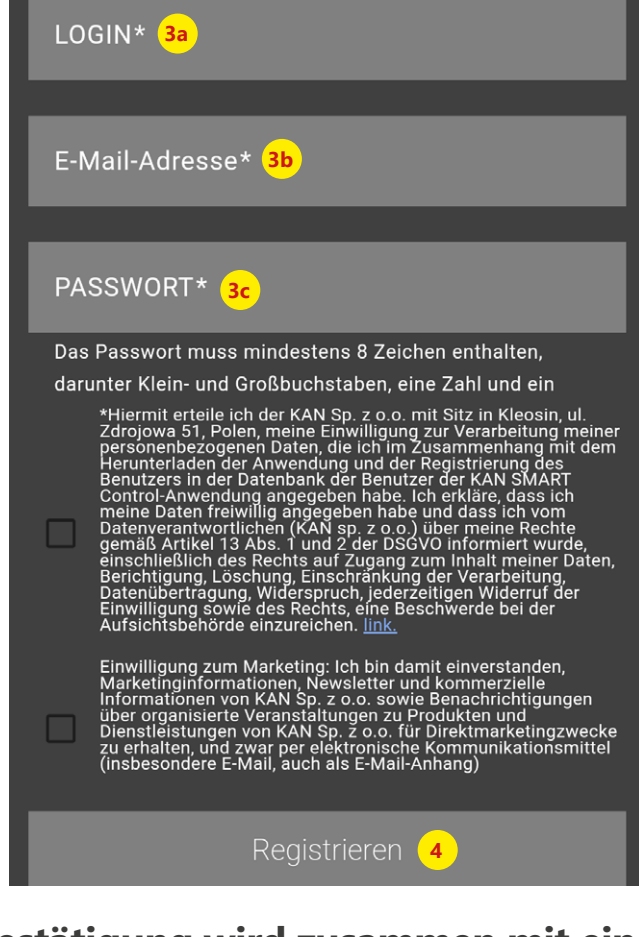 LOGIN* 3a
E-Mail-Adresse* 3b
PASSWORT* 3c
Das Passwort muss mindestens 8 Zeichen enthalten,
darunter Klein- und Großbuchstaben, eine Zahl und ein
*Hiermit erteile ich der KAN Sp. z o.o. mit Sitz in Kleosin, ul.
Zdrojowa 51, Polen, meine Einwilligung zur Verarbeitung meiner
personenbezogenen Daten, die ich im Zusammenhang mit dem
Herunterladen der Anwendung und der Registrierung des
Benutzers in der Datenbank der Benutzer der KAN SMART
Control-Anwendung angegeben habe. Ich erkläre, dass ich
meine Daten freiwillig angegeben habe und dass ich vom
Datenverantwortlichen (KAN sp. z o.o.) über meine Rechte
gemäß Artikel 13 Abs. 1 und 2 der DSGVO informiert wurde,
einschließlich des Rechts auf Zugang zum Inhalt meiner Daten,
Berichtigung, Löschung, Einschränkung der Verarbeitung,
Datenübertragung, Widerspruch, jederzeitigen Widerruf der
Einwilligung sowie des Rechts, eine Beschwerde bei der
Aufsichtsbehörde einzureichen. link.
Einwilligung zum Marketing: Ich bin damit einverstanden,
Marketinginformationen, Newsletter und kommerzielle
Informationen von KAN Sp. z o.o. sowie Benachrichtigungen
über organisierte Veranstaltungen zu Produkten und
Dienstleistungen von KAN Sp. z o.o. für Direktmarketingzwecke
zu erhalten, und zwar per elektronische Kommunikationsmittel
(insbesondere E-Mail, auch als E-Mail-Anhang)
Registrieren 4
wird zusammen mit